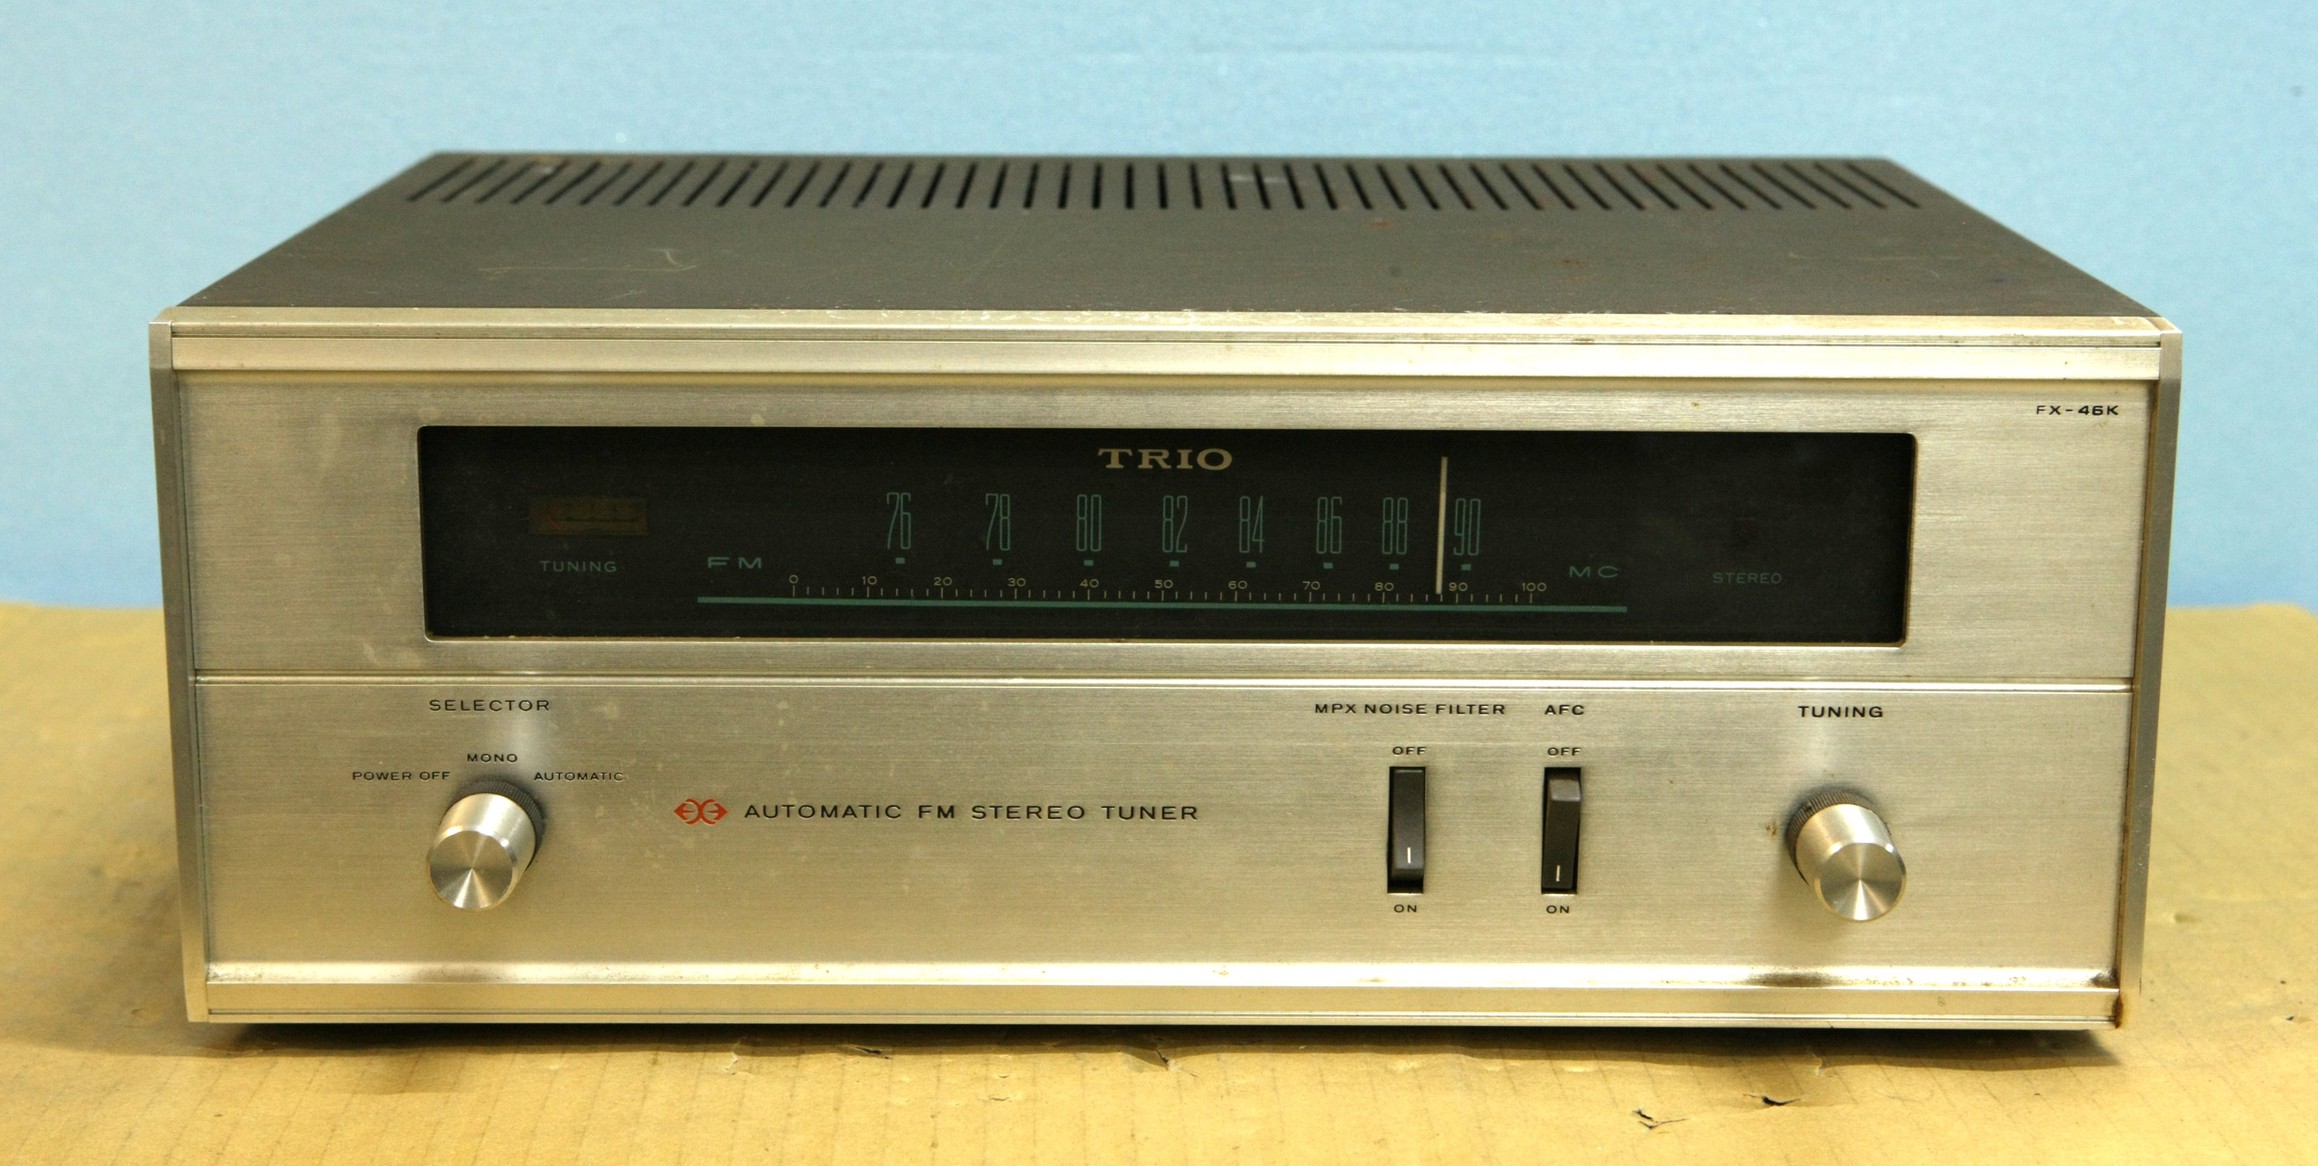 FX-46K
TRIO
76 78 80 82 84 86 88 90
TUNING
FM
MC
STEREO
0 10 20 30 40 50 60 70 80 90 100
SELECTOR
MONO
POWER OFF
AUTOMATIC
AUTOMATIC FM STEREO TUNER
MPX NOISE FILTER
OFF
ON
AFC
OFF
ON
TUNING